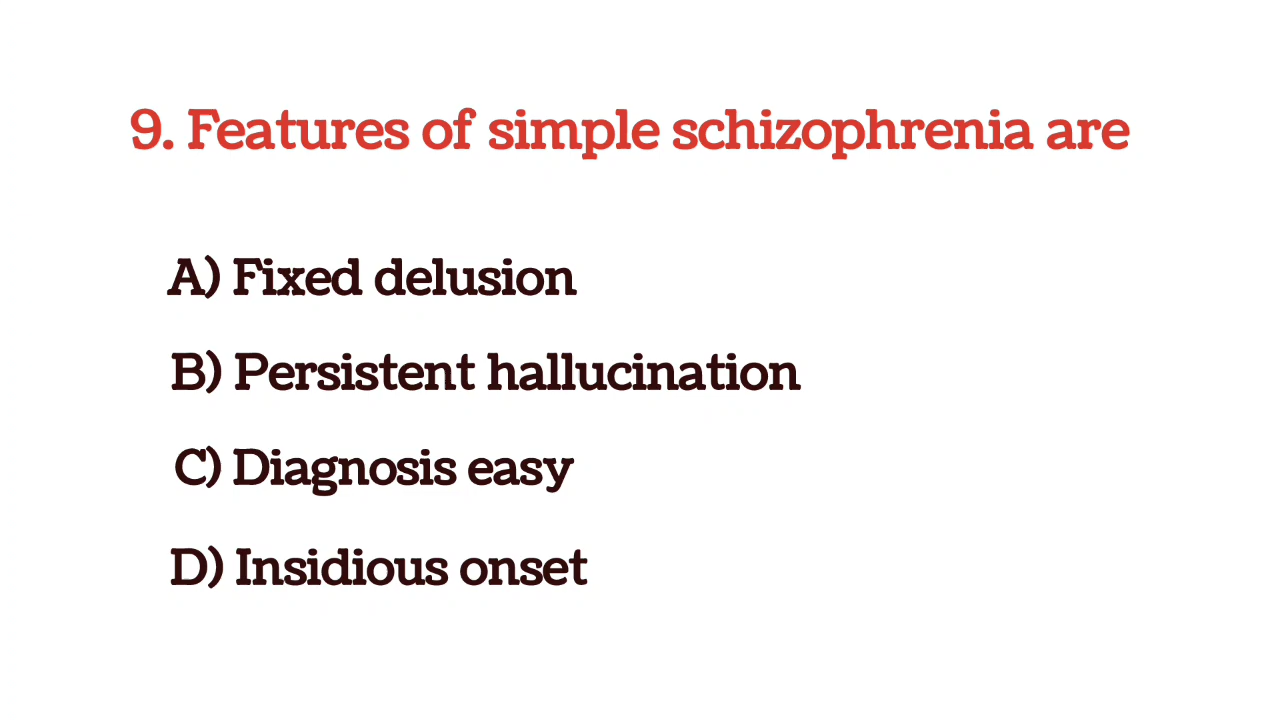 9. Features of simple schizophrenia are
A) Fixed delusion
B) Persistent hallucination
C) Diagnosis easy
D) Insidious onset